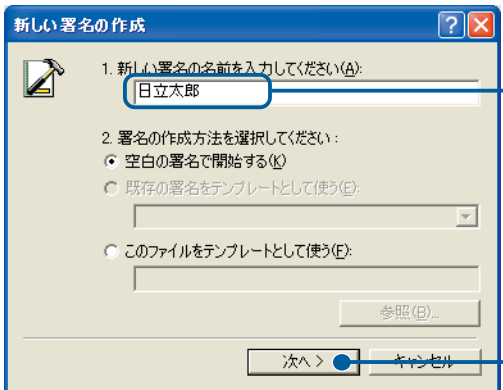 新しい署名の作成
1. 新しい署名の名前を入力してください(A):
日立太郎
2. 署名の作成方法を選択してください :
空白の署名で開始する(K)
既存の署名をテンプレートとして使う(E):
このファイルをテンプレートとして使う(F):
参照(B)...
次へ > キャンセル